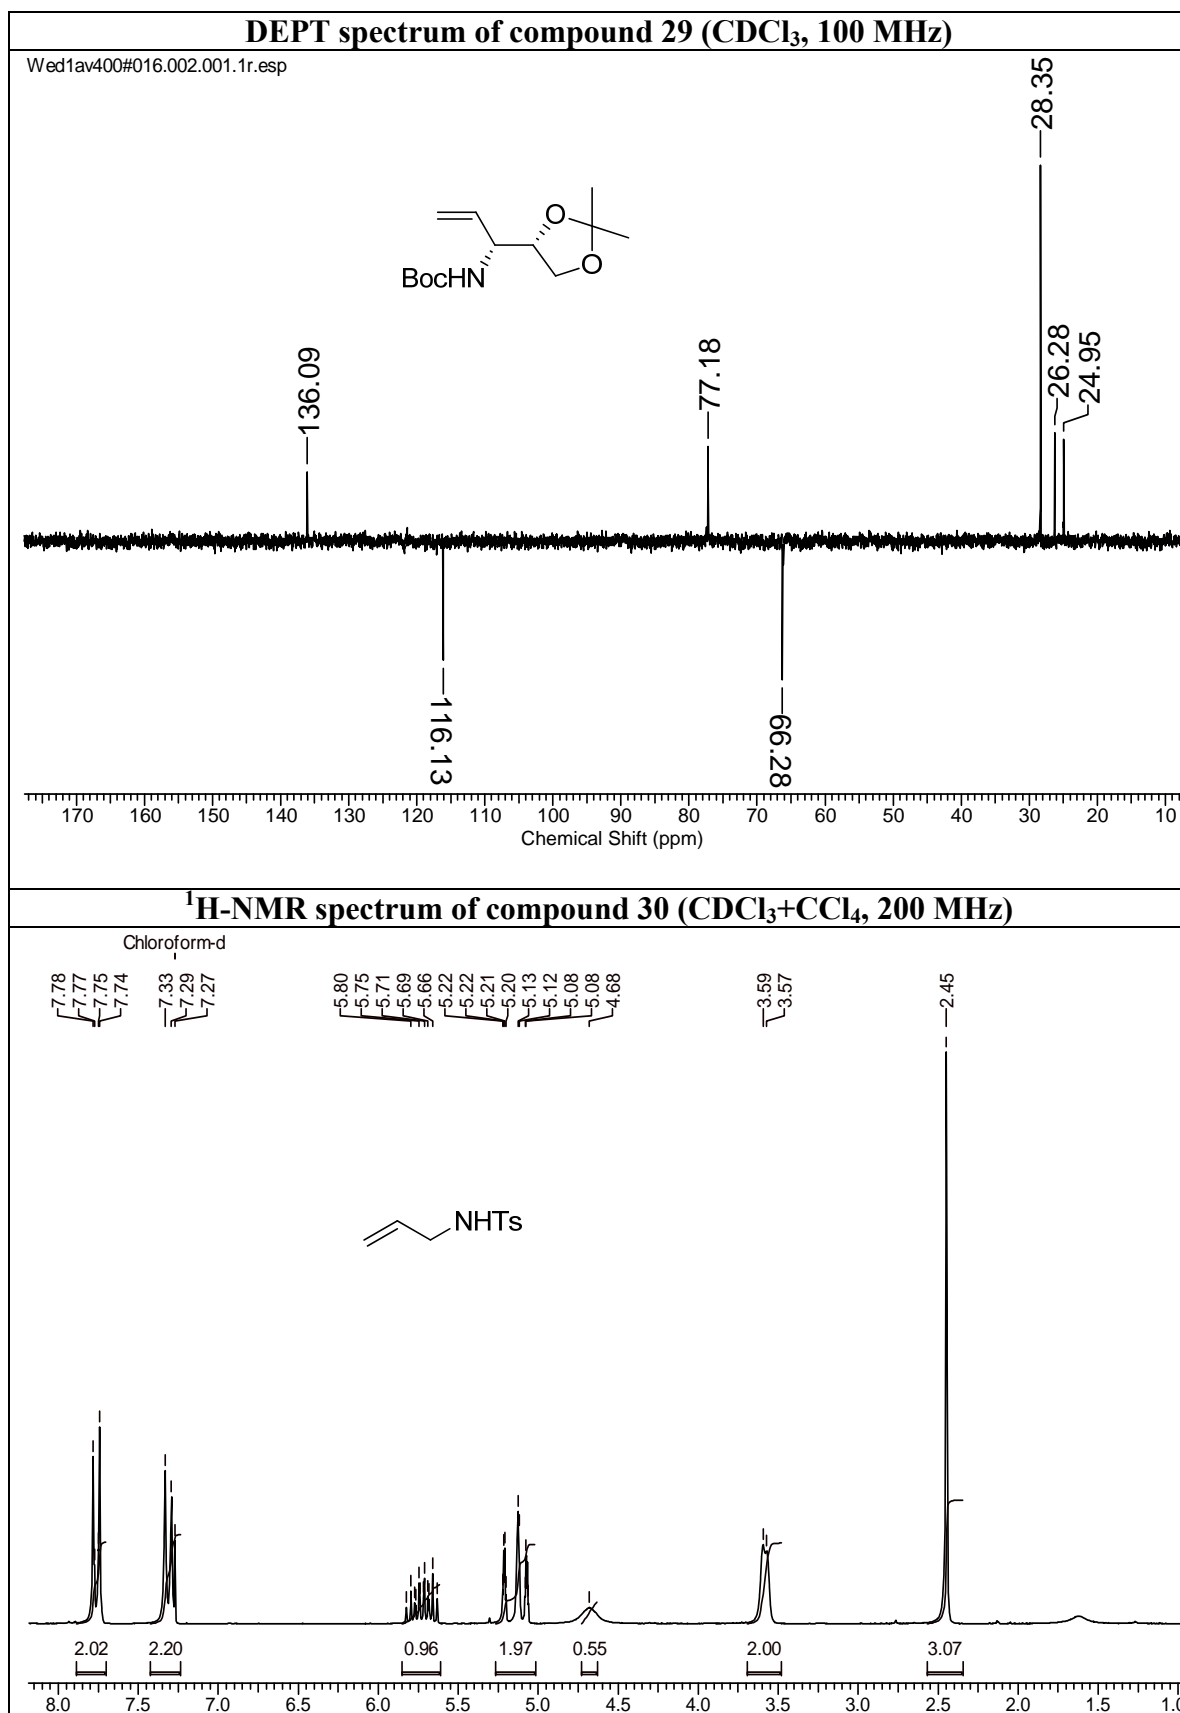 DEPT spectrum of compound 29 (CDCl₃, 100 MHz)
Wed1av400#016.002.001.1r.esp
28.35
26.28
24.95
77.18
136.09
O
O
BocHN
116.13
66.28
170 160 150 140 130 120 110 100 90 80 70 60 50 40 30 20 10
Chemical Shift (ppm)
¹H-NMR spectrum of compound 30 (CDCl₃+CCl₄, 200 MHz)
Chloroform-d
7.78 7.77 7.75 7.74 7.33 7.29 7.27 5.80 5.75 5.71 5.69 5.66 5.22 5.22 5.21 5.20 5.13 5.12 5.08 5.08 4.68 3.59 3.57 2.45
NHTs
2.02 2.20 0.96 1.97 0.55 2.00 3.07
8.0 7.5 7.0 6.5 6.0 5.5 5.0 4.5 4.0 3.5 3.0 2.5 2.0 1.5 1.0